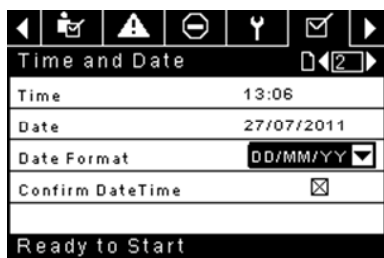 Time and Date 2
Time 13:06
Date 27/07/2011
Date Format DD/MM/YY
Confirm DateTime
Ready to Start